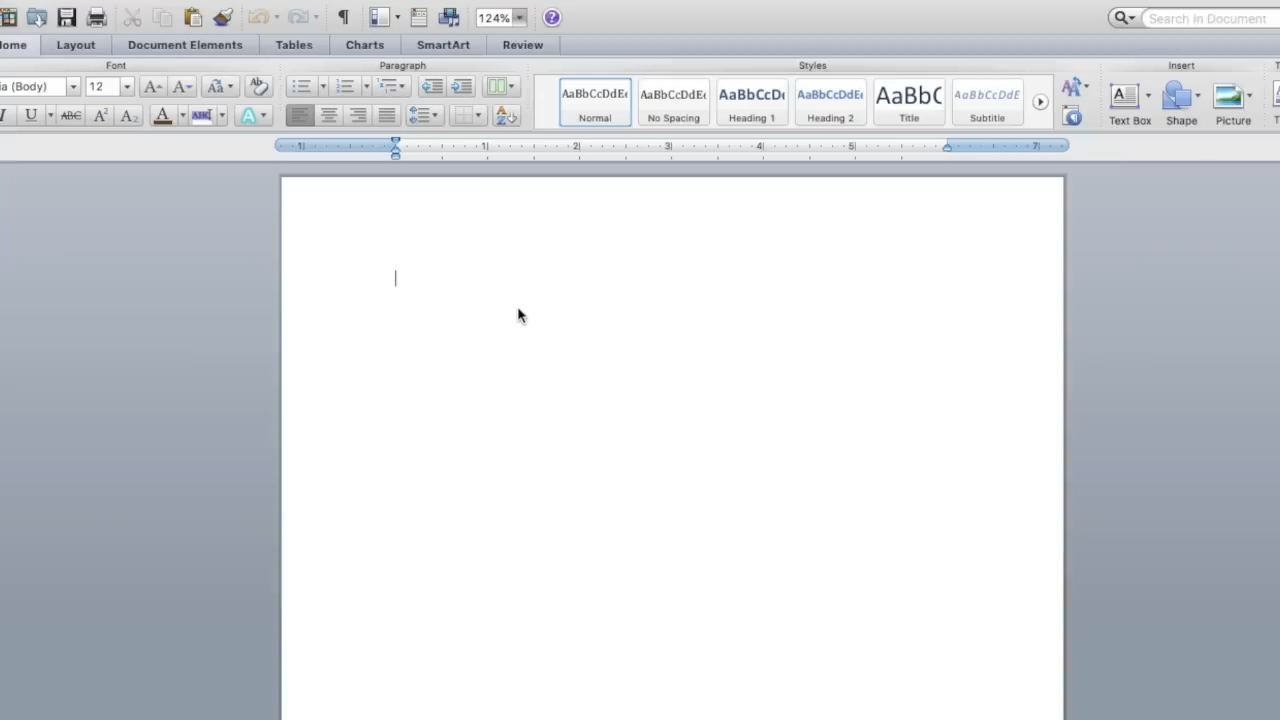 124%
Search in Document
ome
Layout
Document Elements
Tables
Charts
SmartArt
Review
Font
Paragraph
Styles
Insert
ia (Body)
12
AaBbCcDdEe
Normal
AaBbCcDdEe
No Spacing
AaBbCcDc
Heading 1
AaBbCcDdEe
Heading 2
AaBbC
Title
AaBbCcDdE
Subtitle
Text Box
Shape
Picture
1 1 2 3 4 5 7